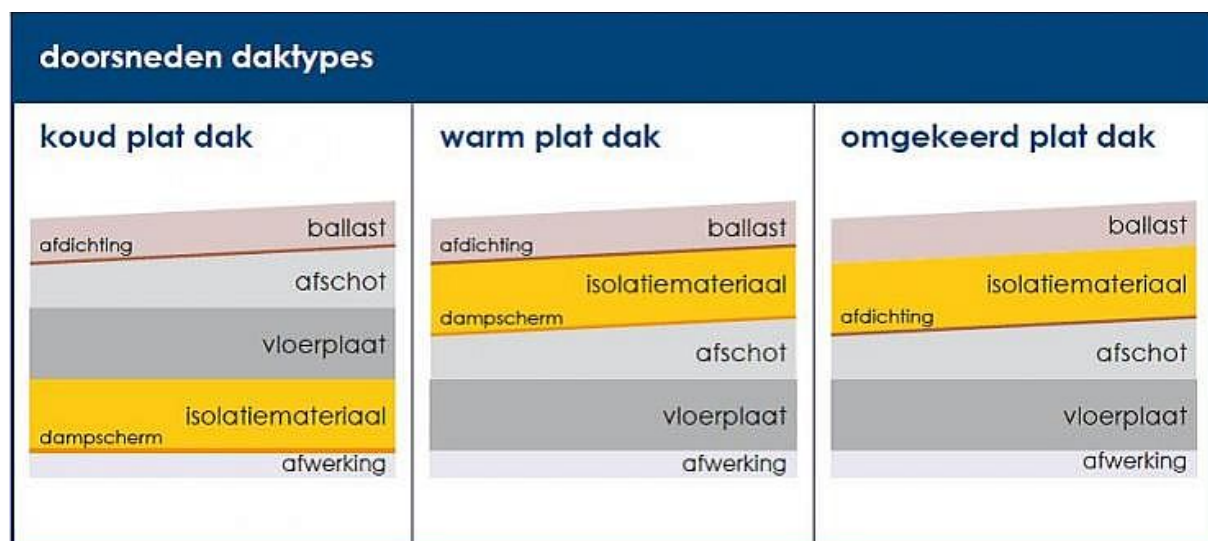 doorsneden daktypes
koud plat dak
ballast
afdichting
afschot
vloerplaat
isolatiemateriaal
dampscherm
afwerking
warm plat dak
ballast
afdichting
isolatiemateriaal
dampscherm
afschot
vloerplaat
afwerking
omgekeerd plat dak
ballast
isolatiemateriaal
afdichting
afschot
vloerplaat
afwerking